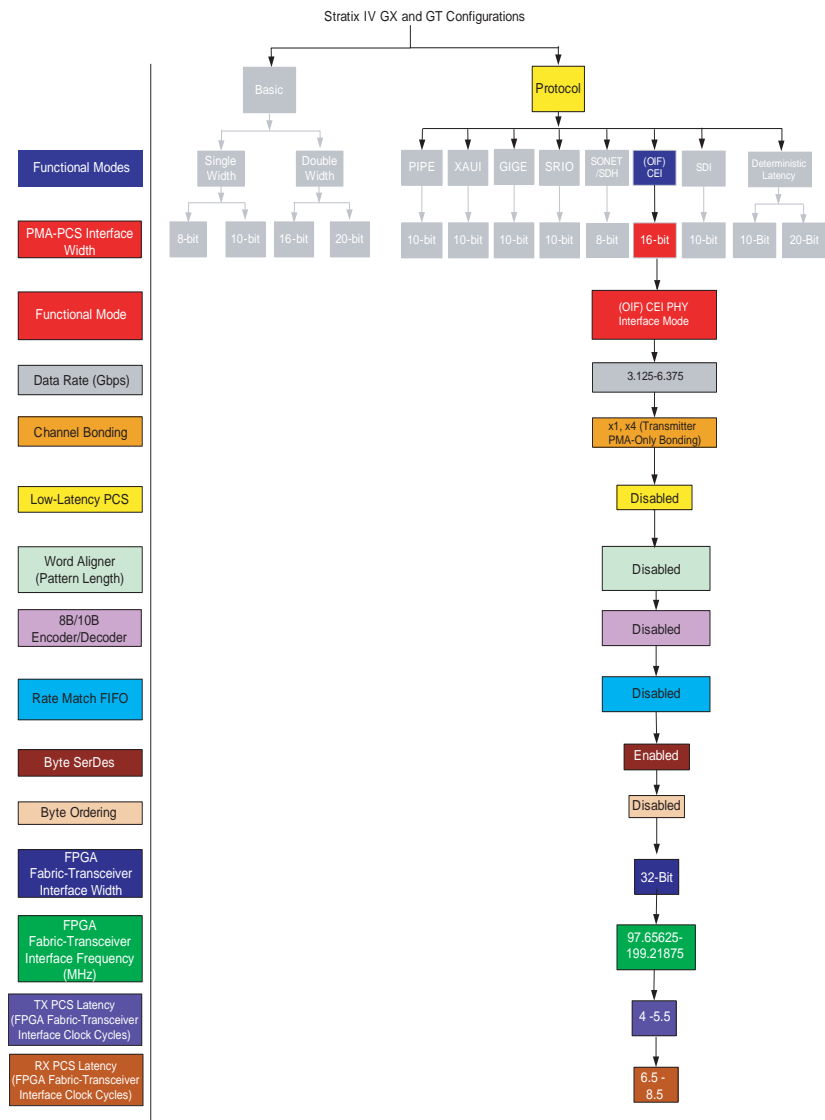 Stratix IV GX and GT Configurations
Basic
Protocol
Functional Modes
Single
Width
Double
Width
PIPE
XAUI
GIGE
SRIO
SONET
/SDH
(OIF)
CEI
SDI
Deterministic
Latency
PMA-PCS Interface
Width
8-bit
10-bit
16-bit
20-bit
10-bit
10-bit
10-bit
10-bit
8-bit
16-bit
10-bit
10-Bit
20-Bit
Functional Mode
(OIF) CEI PHY
Interface Mode
Data Rate (Gbps)
3.125-6.375
Channel Bonding
x1, x4 (Transmitter
PMA-Only Bonding)
Low-Latency PCS
Disabled
Word Aligner
(Pattern Length)
Disabled
8B/10B
Encoder/Decoder
Disabled
Rate Match FIFO
Disabled
Byte SerDes
Enabled
Byte Ordering
Disabled
FPGA
Fabric-Transceiver
Interface Width
32-Bit
FPGA
Fabric-Transceiver
Interface Frequency
(MHz)
97.65625-
199.21875
TX PCS Latency
(FPGA Fabric-Transceiver
Interface Clock Cycles)
4 -5.5
RX PCS Latency
(FPGA Fabric-Transceiver
Interface Clock Cycles)
6.5 -
8.5